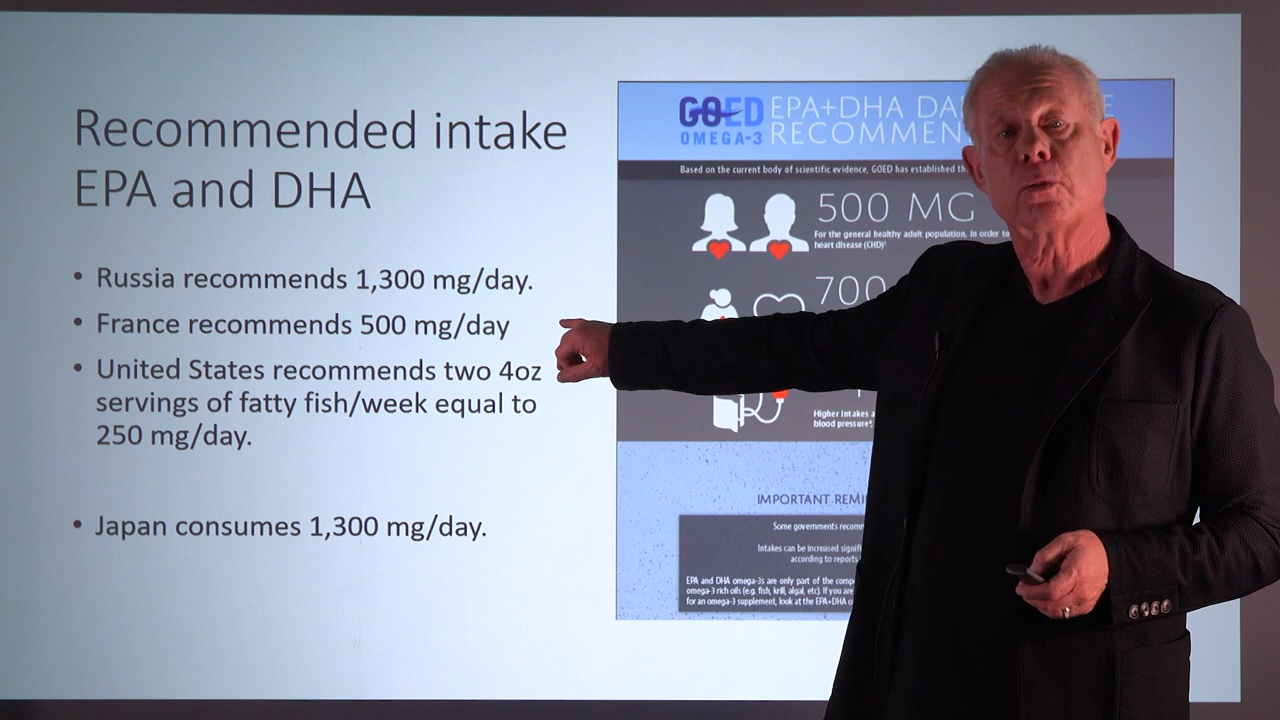 Recommended intake
EPA and DHA
• Russia recommends 1,300 mg/day.
• France recommends 500 mg/day
• United States recommends two 4oz
servings of fatty fish/week equal to
250 mg/day.
• Japan consumes 1,300 mg/day.
GOED
OMEGA-3
EPA+DHA
RECOMMEN
Based on the current body of scientific evidence, GOED has established th
500 MG
For the general healthy adult population, in order to
heart disease (CHD)¹
700
Higher intakes a
blood pressure⁴
IMPORTANT REMI
Some governments recom
Intakes can be increased signifi
according to reports
EPA and DHA omega-3s are only part of the comp
omega-3 rich oils (e.g. fish, krill, algal, etc). If you are
for an omega-3 supplement, look at the EPA+DHA c